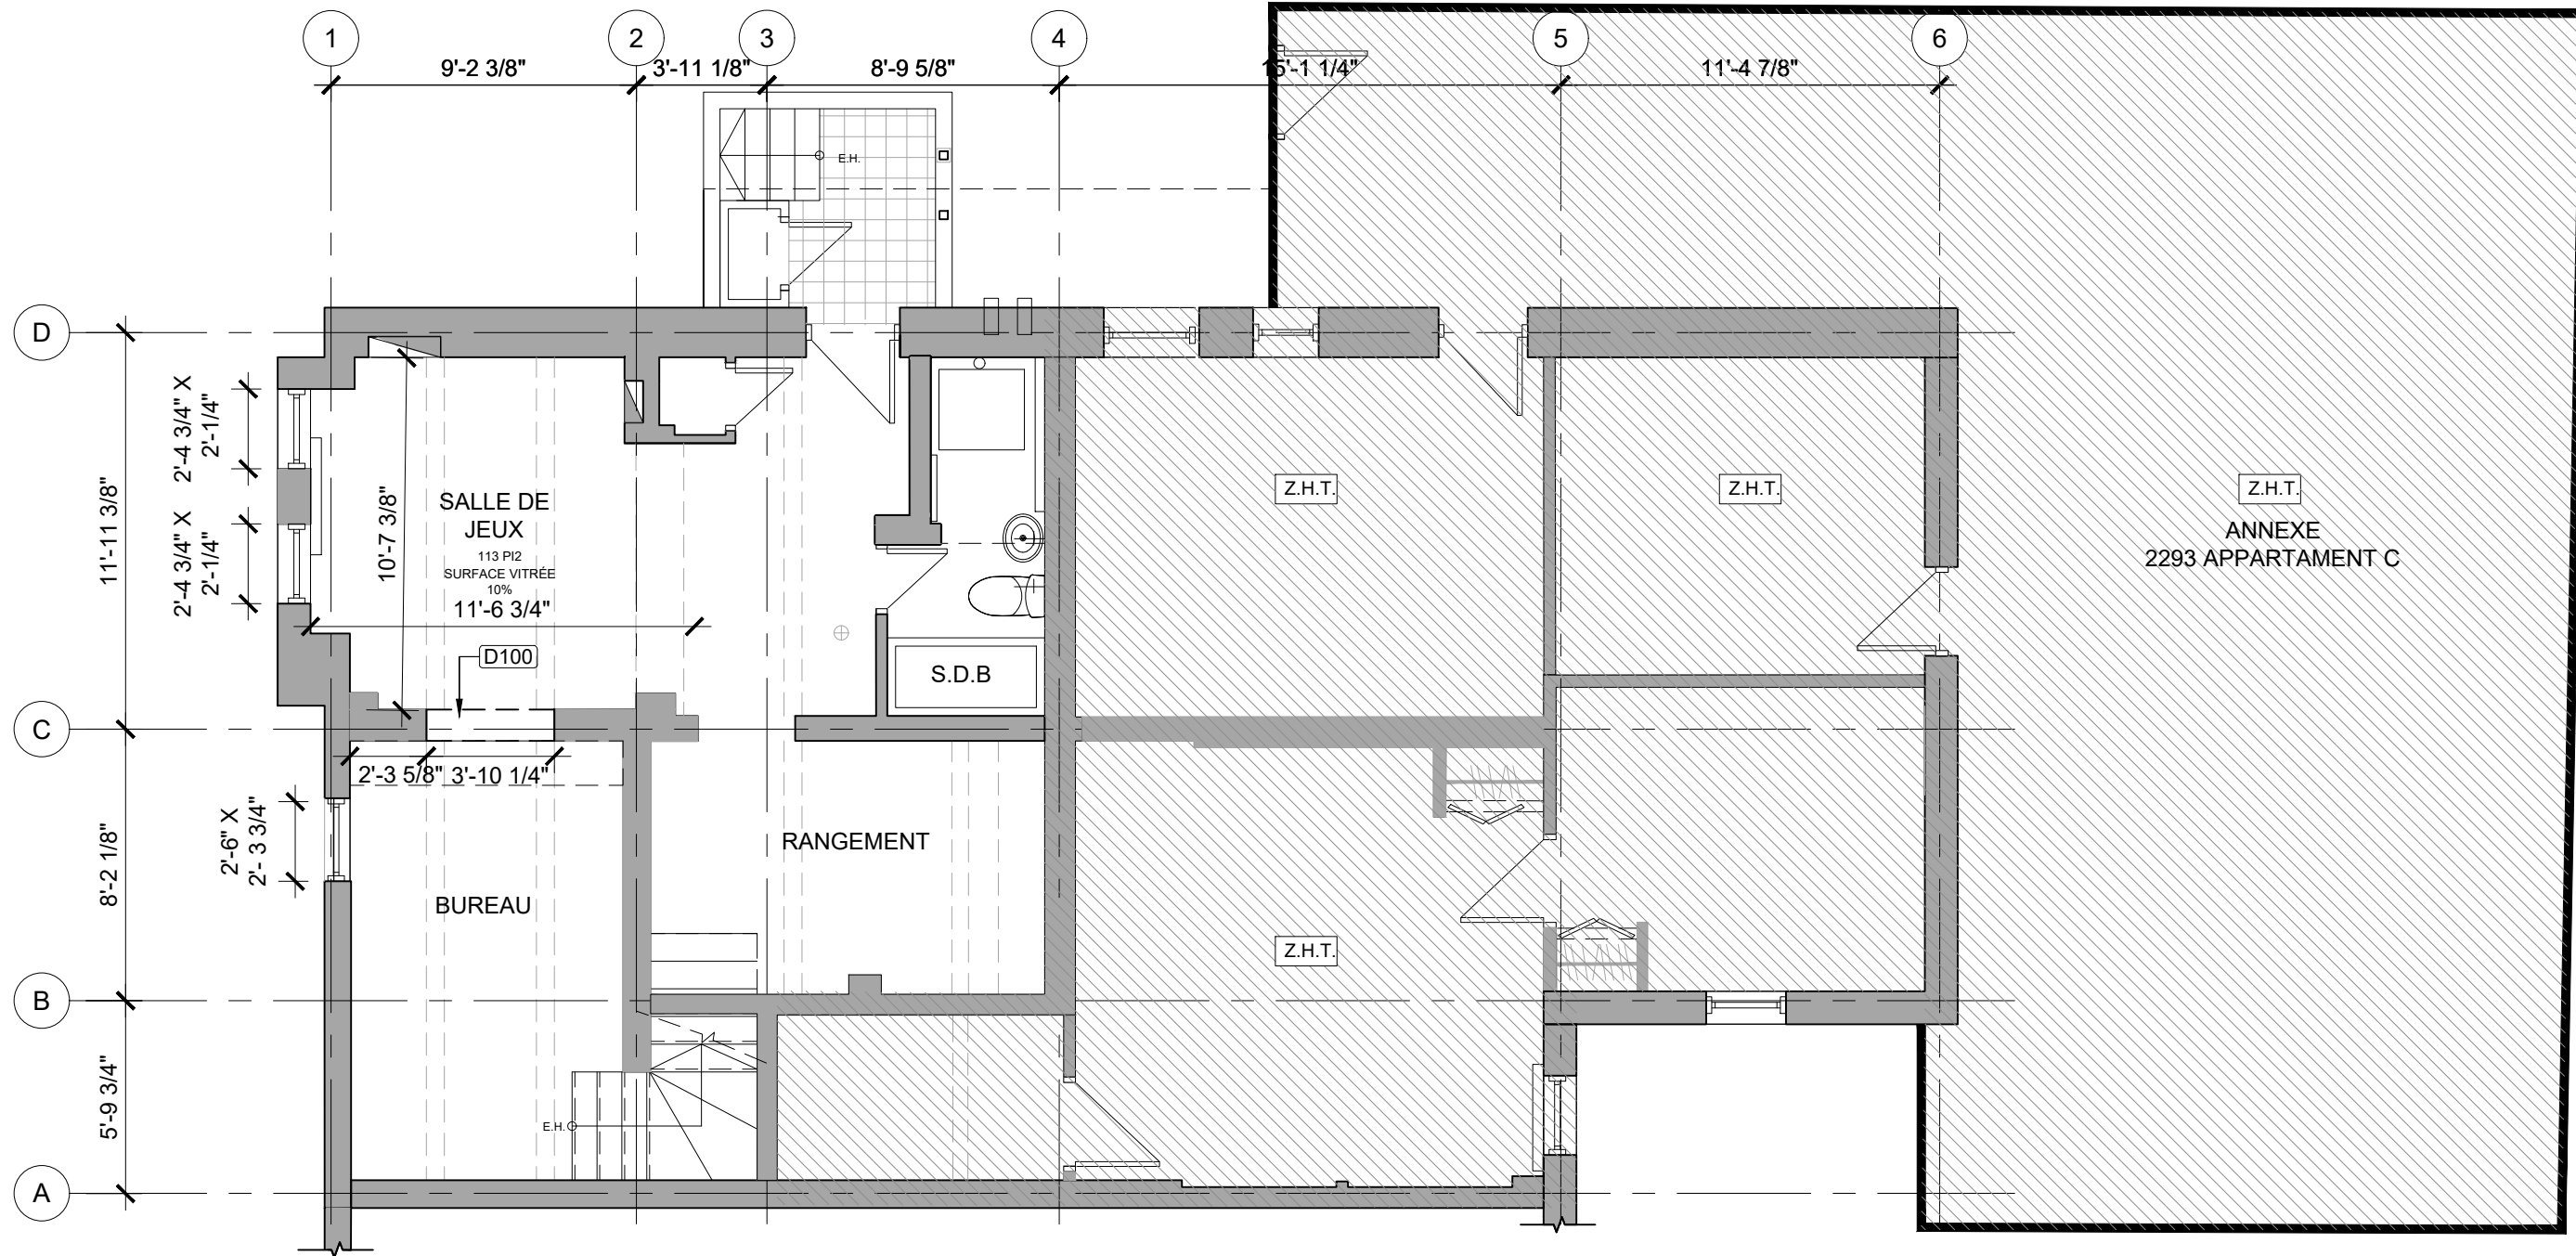 1
2
3
4
5
6
9'-2 3/8"
3'-11 1/8"
8'-9 5/8"
15'-1 1/4"
11'-4 7/8"
E.H.
D
2'-4 3/4" X
2'-1/4"
2'-4 3/4" X
2'-1/4"
11'-11 3/8"
10'-7 3/8"
SALLE DE
JEUX
113 PI2
SURFACE VITRÉE
10%
11'-6 3/4"
D100
S.D.B
Z.H.T.
Z.H.T.
Z.H.T.
ANNEXE
2293 APPARTAMENT C
C
2'-3 5/8"
3'-10 1/4"
2'-6" X
2'- 3 3/4"
8'-2 1/8"
RANGEMENT
BUREAU
Z.H.T.
B
5'-9 3/4"
E.H.
A